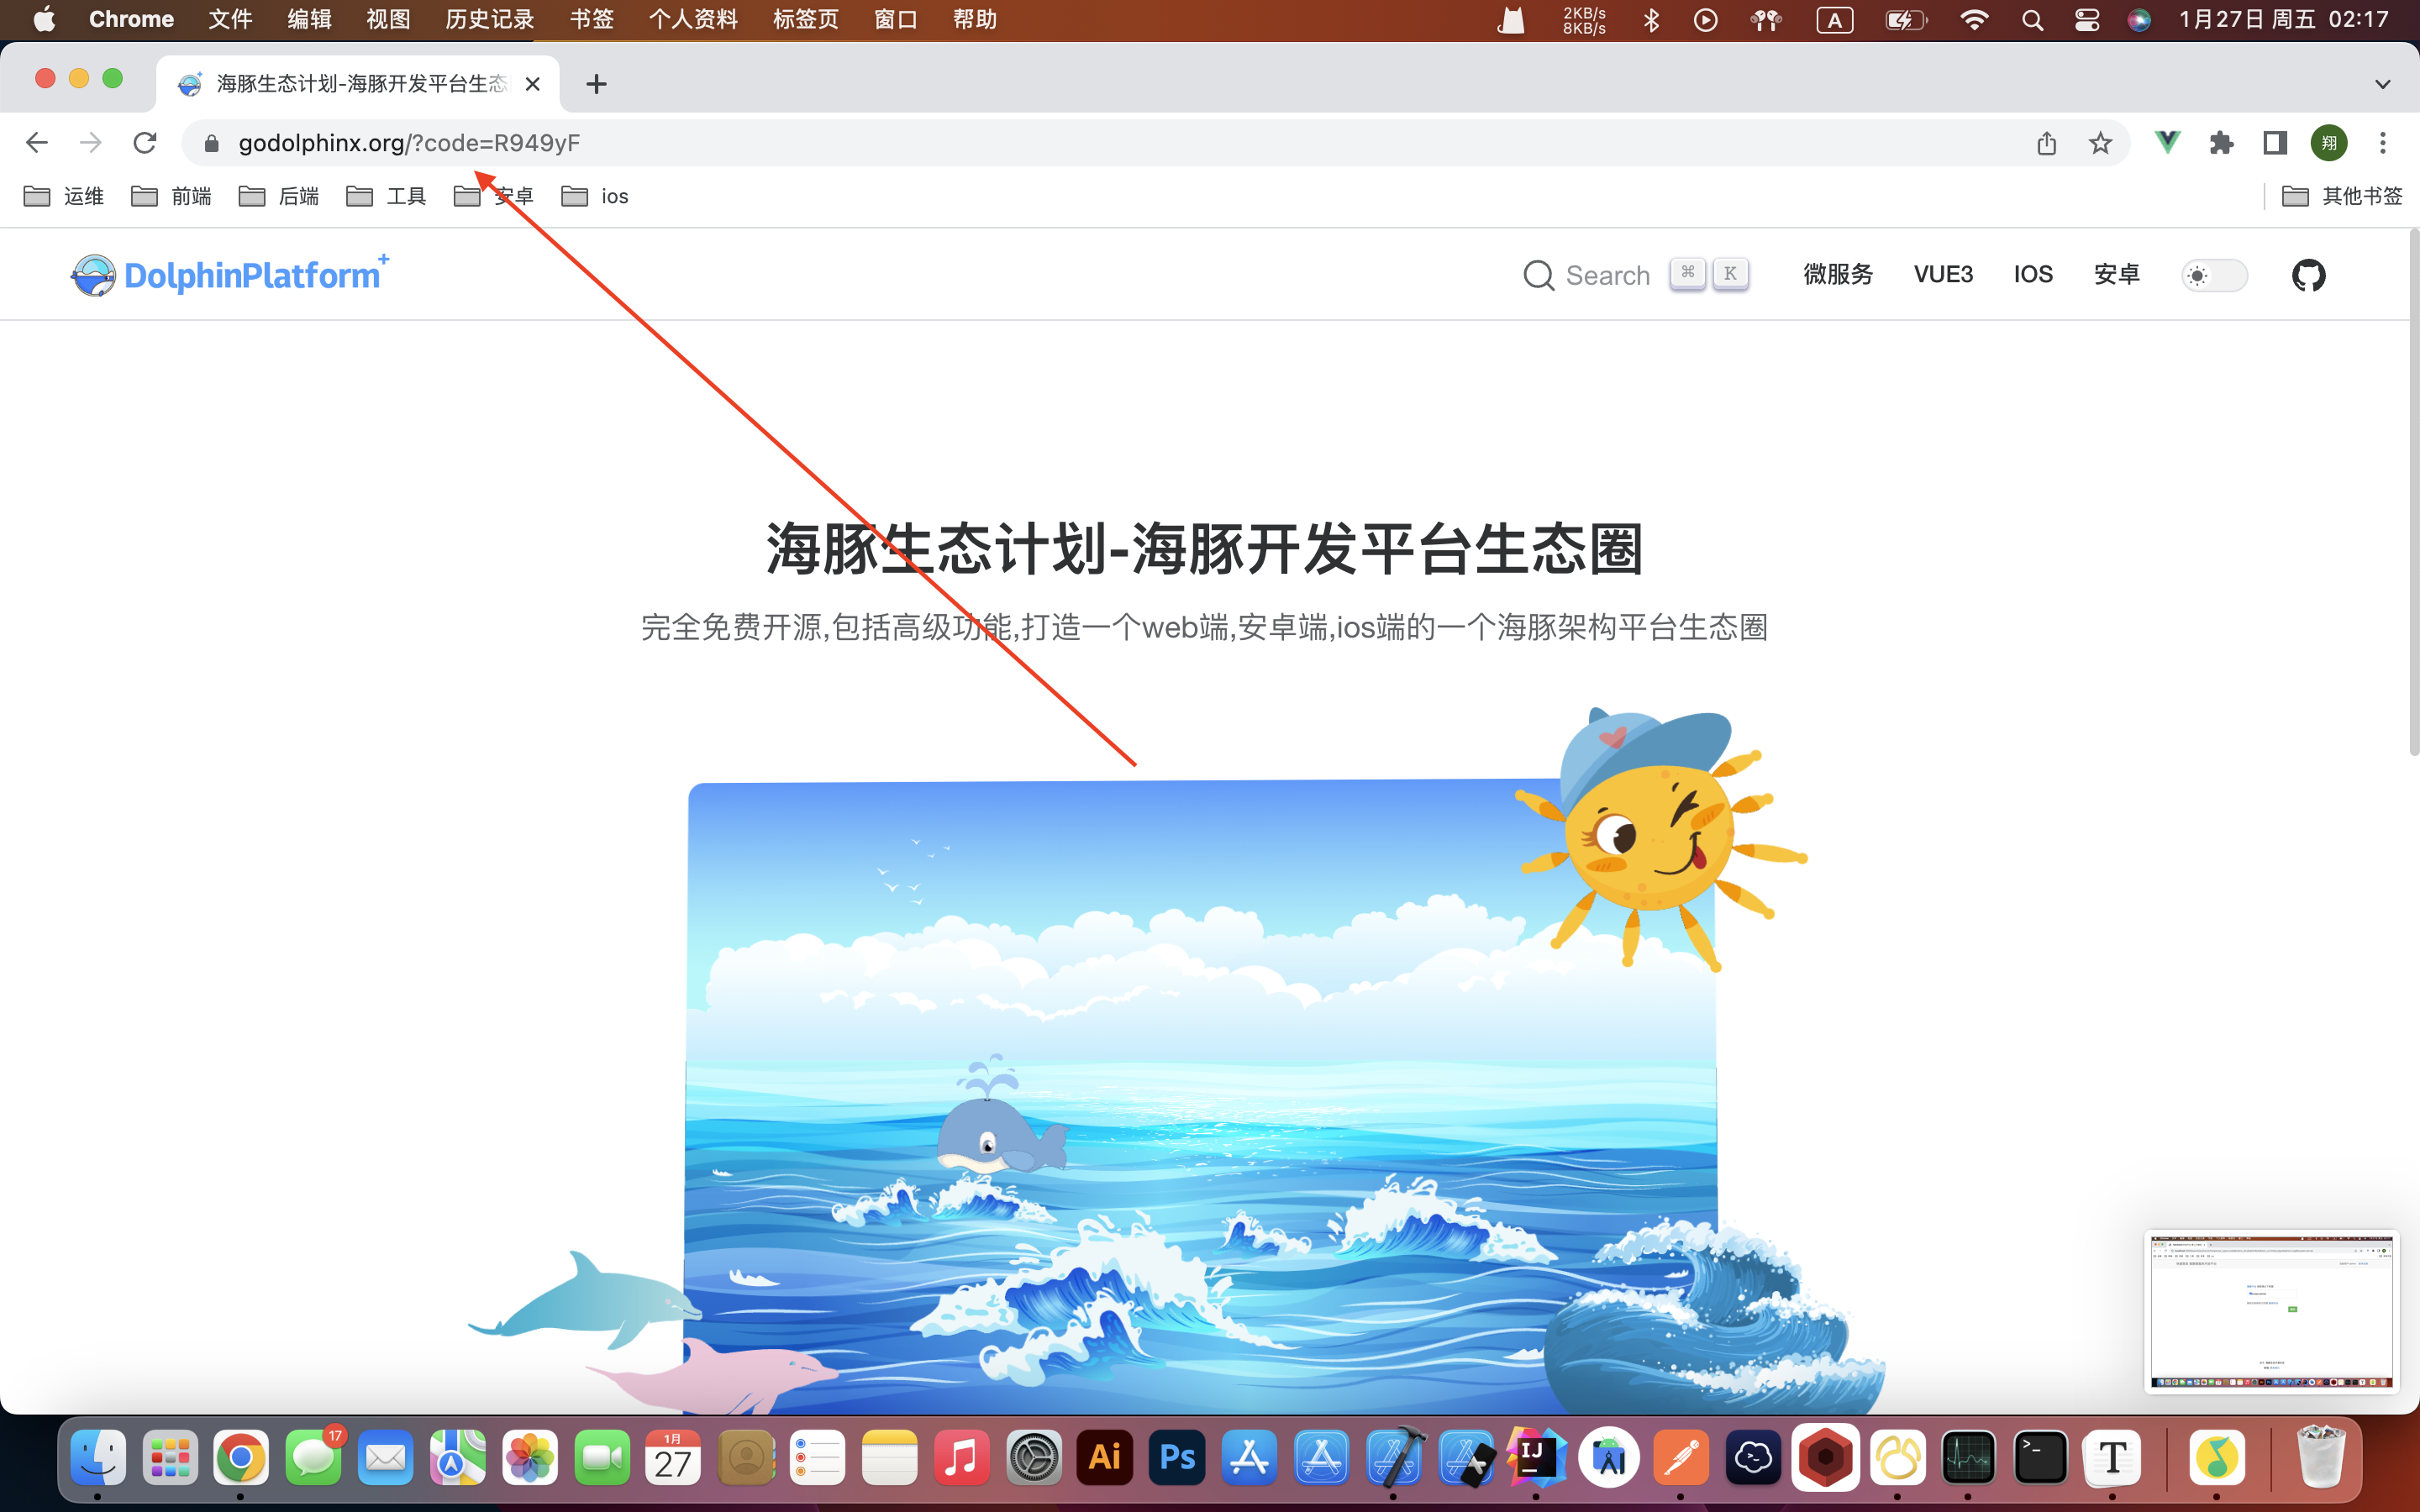 Chrome 文件 编辑 视图 历史记录 书签 个人资料 标签页 窗口 帮助 2KB/s 8KB/s A 1月27日 周五 02:17
海豚生态计划-海豚开发平台生态
godolphinx.org/?code=R949yF 翔
运维 前端 后端 工具 安卓 ios 其他书签
DolphinPlatform+ Search ⌘ K 微服务 VUE3 IOS 安卓
海豚生态计划-海豚开发平台生态圈
完全免费开源,包括高级功能,打造一个web端,安卓端,ios端的一个海豚架构平台生态圈
17 1月 27 Ai Ps IJ >_ T